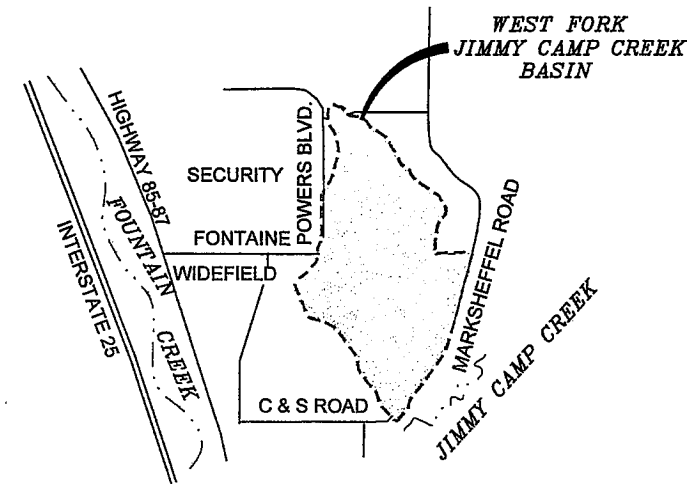 WEST FORK
JIMMY CAMP CREEK
BASIN
HIGHWAY 85-87
POWERS BLVD.
SECURITY
FOUNTAIN
CREEK
INTERSTATE 25
FONTAINE
WIDEFIELD
MARKSHEFFEL ROAD
C & S ROAD
JIMMY CAMP CREEK